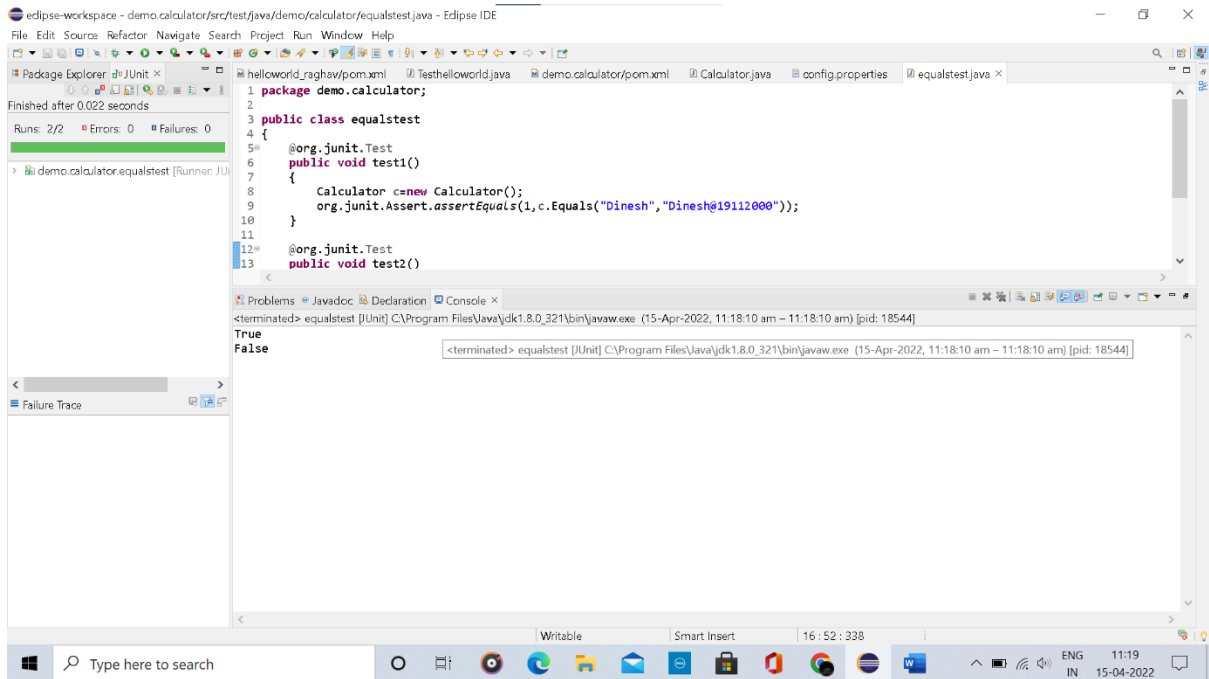 eclipse-workspace - demo.calculator/src/test/java/demo/calculator/equalstest.java - Eclipse IDE
File Edit Source Refactor Navigate Search Project Run Window Help
Package Explorer JUnit
Finished after 0.022 seconds
Runs: 2/2 Errors: 0 Failures: 0
demo.calculator.equalstest [Runner: JU
Failure Trace
helloworld_raghav/pom.xml Testhelloworld.java demo.calculator/pom.xml Calculator.java config.properties equalstest.java
1 package demo.calculator;
2
3 public class equalstest
4 {
5 @org.junit.Test
6 public void test1()
7 {
8 Calculator c=new Calculator();
9 org.junit.Assert.assertEquals(1,c.Equals("Dinesh","Dinesh@19112000"));
10 }
11
12 @org.junit.Test
13 public void test2()
Problems Javadoc Declaration Console
<terminated> equalstest [JUnit] C:\Program Files\Java\jdk1.8.0_321\bin\javaw.exe (15-Apr-2022, 11:18:10 am – 11:18:10 am) [pid: 18544]
True
False
<terminated> equalstest [JUnit] C:\Program Files\Java\jdk1.8.0_321\bin\javaw.exe (15-Apr-2022, 11:18:10 am – 11:18:10 am) [pid: 18544]
Writable Smart Insert 16 : 52 : 338
Type here to search
ENG 11:19
IN 15-04-2022